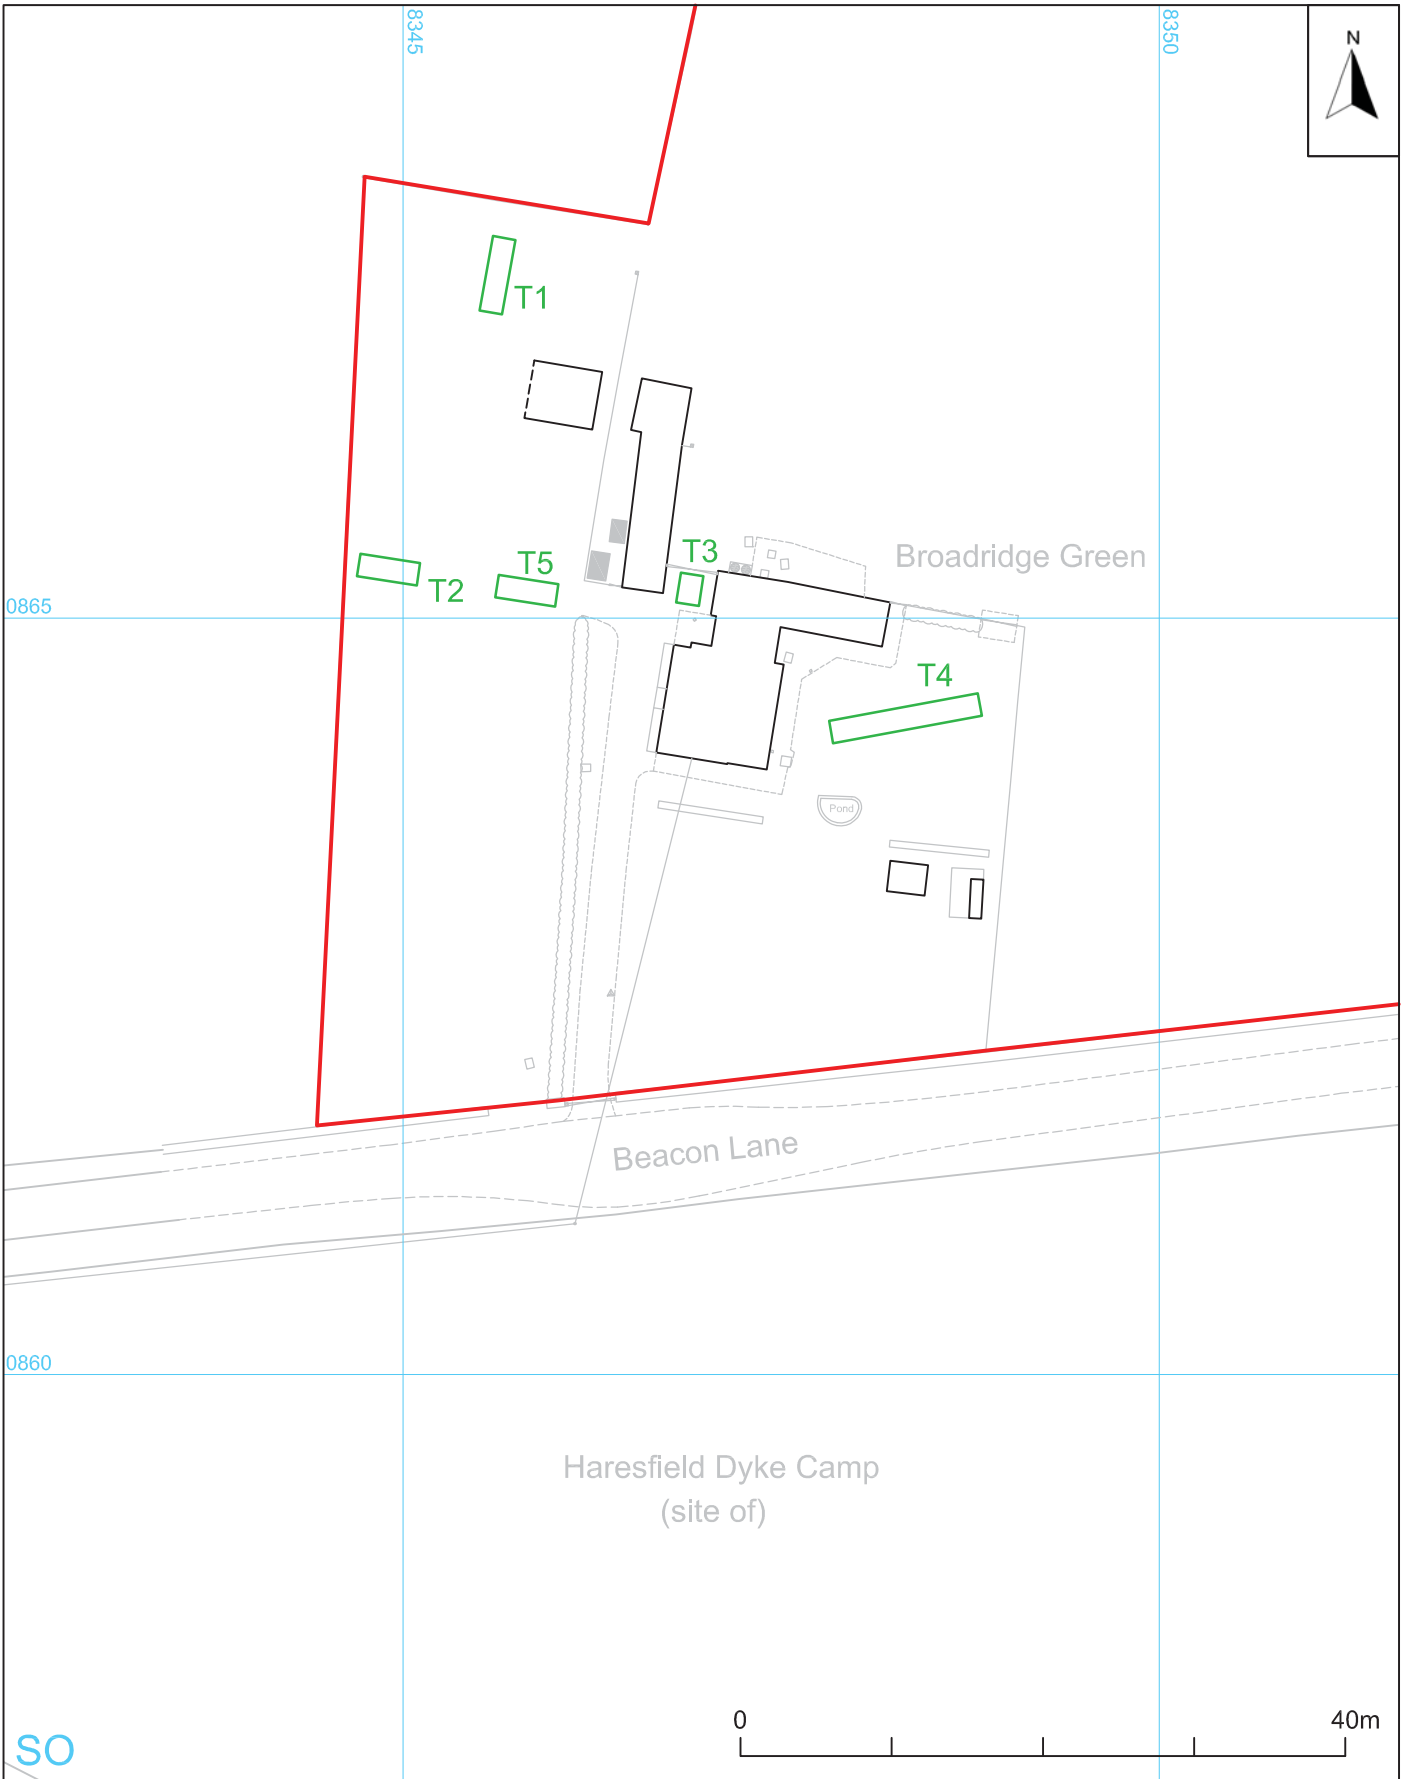 8345
8350
N
T1
T3
T5
Broadridge Green
T2
0865
T4
Pond
Beacon Lane
0860
Haresfield Dyke Camp
(site of)
0
40m
SO